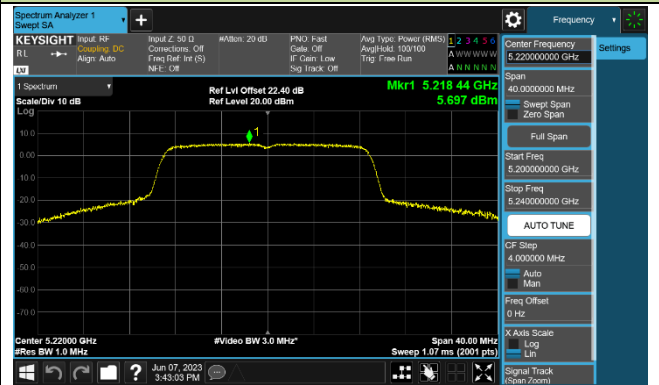 Spectrum Analyzer 1
Swept SA
Frequency
KEYSIGHT
RL
LXI
Input: RF
Coupling: DC
Align: Auto
Input Z: 50 Ω
Corrections: Off
Freq Ref: Int (S)
NFE: Off
#Atten: 20 dB
PNO: Fast
Gate: Off
IF Gain: Low
Sig Track: Off
Avg Type: Power (RMS)
Avg|Hold: 100/100
Trig: Free Run
1 2 3 4 5 6
A W W W W W
A N N N N N
1 Spectrum
Scale/Div 10 dB
Log
Ref Lvl Offset 22.40 dB
Ref Level 20.00 dBm
Mkr1 5.218 44 GHz
5.697 dBm
1
10.0
0.00
-10.0
-20.0
-30.0
-40.0
-50.0
-60.0
-70.0
Center 5.22000 GHz
#Res BW 1.0 MHz
#Video BW 3.0 MHz*
Span 40.00 MHz
Sweep 1.07 ms (2001 pts)
Center Frequency
5.220000000 GHz
Span
40.0000000 MHz
Swept Span
Zero Span
Full Span
Start Freq
5.200000000 GHz
Stop Freq
5.240000000 GHz
AUTO TUNE
CF Step
4.000000 MHz
Auto
Man
Freq Offset
0 Hz
X Axis Scale
Log
Lin
Signal Track
(Span Zoom)
Settings
?
Jun 07, 2023
3:43:03 PM